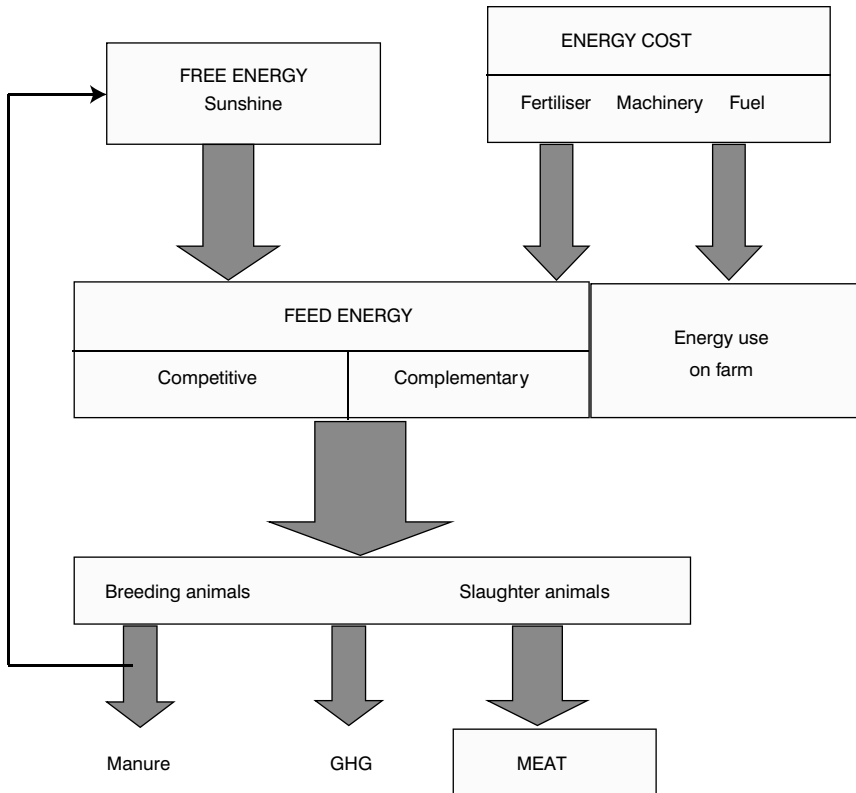 FREE ENERGY
Sunshine
ENERGY COST
Fertiliser Machinery Fuel
FEED ENERGY
Competitive
Complementary
Energy use
on farm
Breeding animals
Slaughter animals
Manure
GHG
MEAT